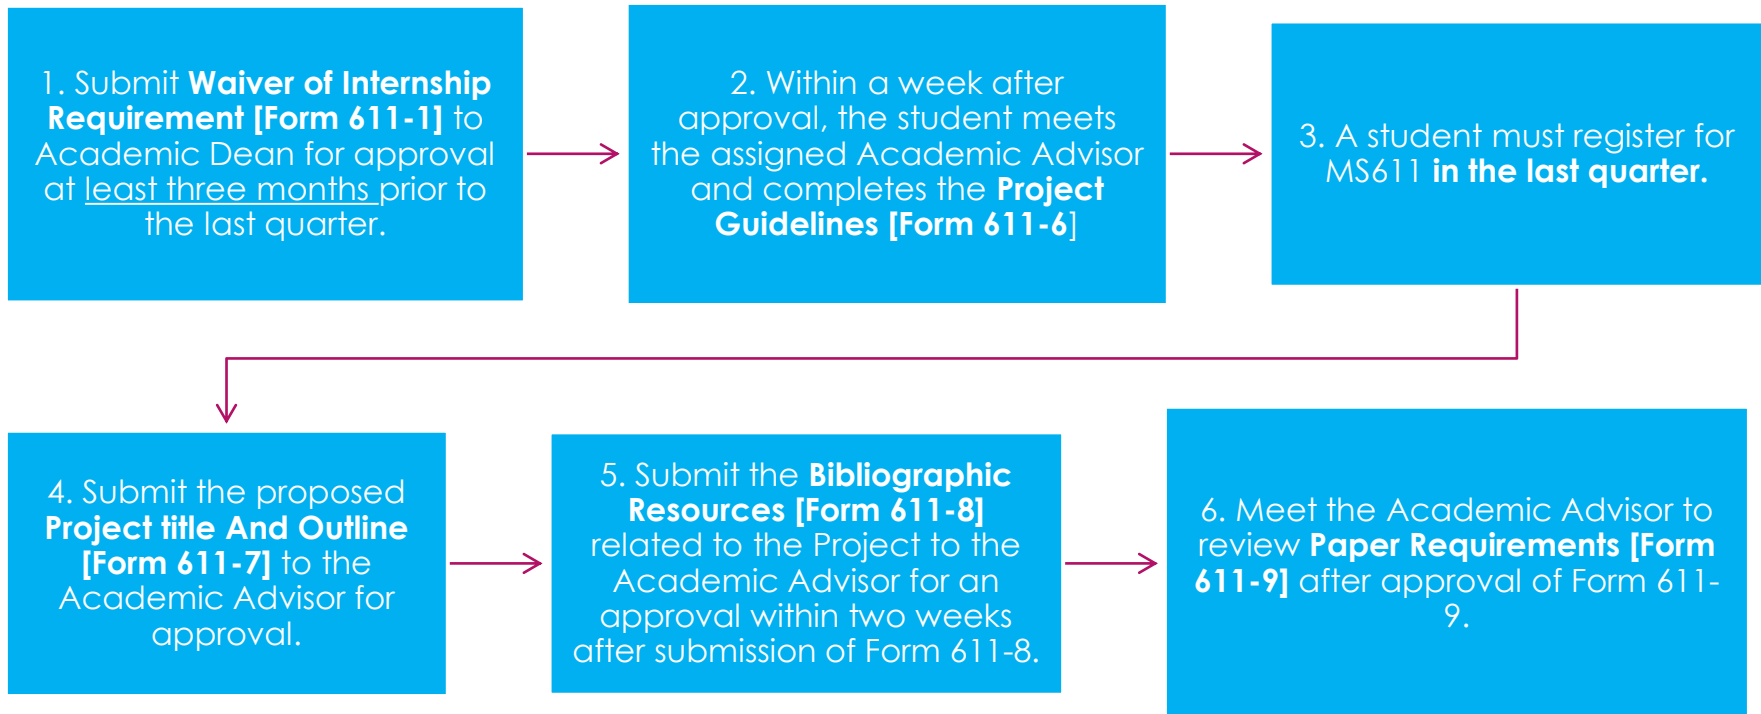 1. Submit Waiver of Internship
Requirement [Form 611-1] to
Academic Dean for approval
at least three months prior to
the last quarter.
2. Within a week after
approval, the student meets
the assigned Academic Advisor
and completes the Project
Guidelines [Form 611-6]
3. A student must register for
MS611 in the last quarter.
4. Submit the proposed
Project title And Outline
[Form 611-7] to the
Academic Advisor for
approval.
5. Submit the Bibliographic
Resources [Form 611-8]
related to the Project to the
Academic Advisor for an
approval within two weeks
after submission of Form 611-8.
6. Meet the Academic Advisor to
review Paper Requirements [Form
611-9] after approval of Form 611-
9.